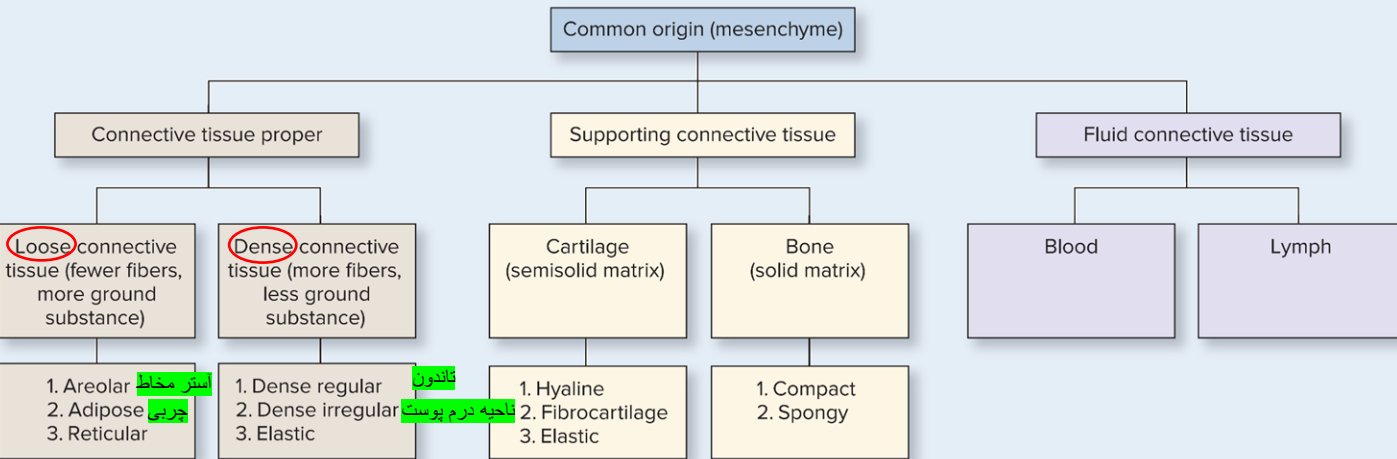 Common origin (mesenchyme)
Connective tissue proper
Supporting connective tissue
Fluid connective tissue
Loose connective
tissue (fewer fibers,
more ground
substance)
Dense connective
tissue (more fibers,
less ground
substance)
Cartilage
(semisolid matrix)
Bone
(solid matrix)
Blood
Lymph
1. Areolar آستر مخاط
2. Adipose چربی
3. Reticular
1. Dense regular تاندون
2. Dense irregular ناحیه درم پوست
3. Elastic
1. Hyaline
2. Fibrocartilage
3. Elastic
1. Compact
2. Spongy